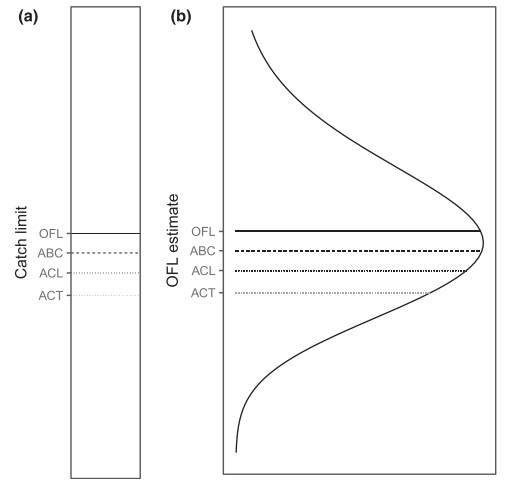 (a)
Catch limit
OFL
ABC
ACL
ACT
(b)
OFL estimate
OFL
ABC
ACL
ACT